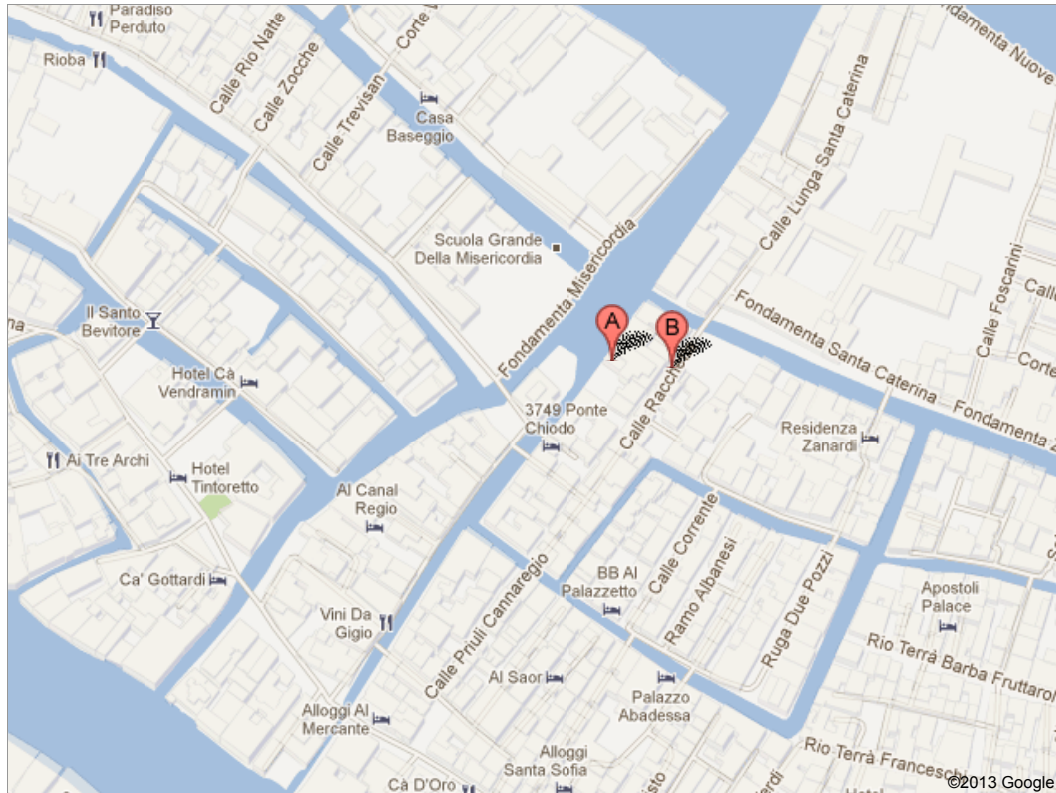 Paradiso
Perduto
Rioba
Calle Rio Natte
Calle Zocche
Calle Trevisan
Corte
Casa
Baseggio
Fondamenta Nuove
Calle Lunga Santa Caterina
Scuola Grande
Della Misericordia
Fondamenta Misericordia
Calle Foscarini
Calle
Corte
Il Santo
Bevitore
Hotel Cà
Vendramin
A
B
Fondamenta Santa Caterina
Fondamenta
Calle Racche
3749 Ponte
Chiodo
Residenza
Zanardi
Ai Tre Archi
Hotel
Tintoretto
Al Canal
Regio
Calle Corrente
Ramo Albanesi
Ruga Due Pozzi
Ca' Gottardi
BB Al
Palazzetto
Apostoli
Palace
Vini Da
Gigio
Calle Priuli Cannaregio
Rio Terrà Barba Fruttarol
Al Saor
Palazzo
Abadessa
Alloggi Al
Mercante
Alloggi
Santa Sofia
Rio Terrà Franceschi
Cà D'Oro
©2013 Google